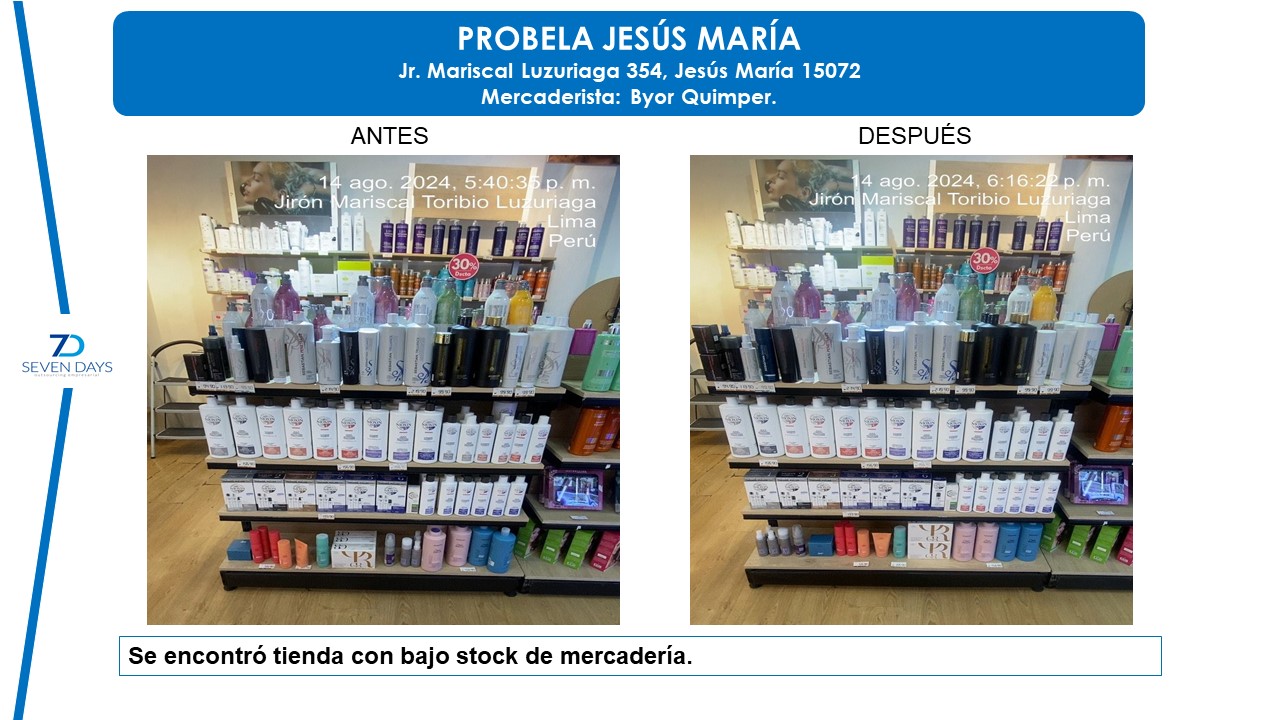 PROBELA JESÚS MARÍA
Jr. Mariscal Luzuriaga 354, Jesús María 15072
Mercaderista: Byor Quimper.
ANTES
DESPUÉS
14 ago. 2024, 5:40:35 p. m.
Jirón Mariscal Toribio Luzuriaga
Lima
Perú
30%
Dscto
14 ago. 2024, 6:16:22 p. m.
Jirón Mariscal Toribio Luzuriaga
Lima
Perú
30%
Dscto
7D
SEVEN DAYS
Se encontró tienda con bajo stock de mercadería.